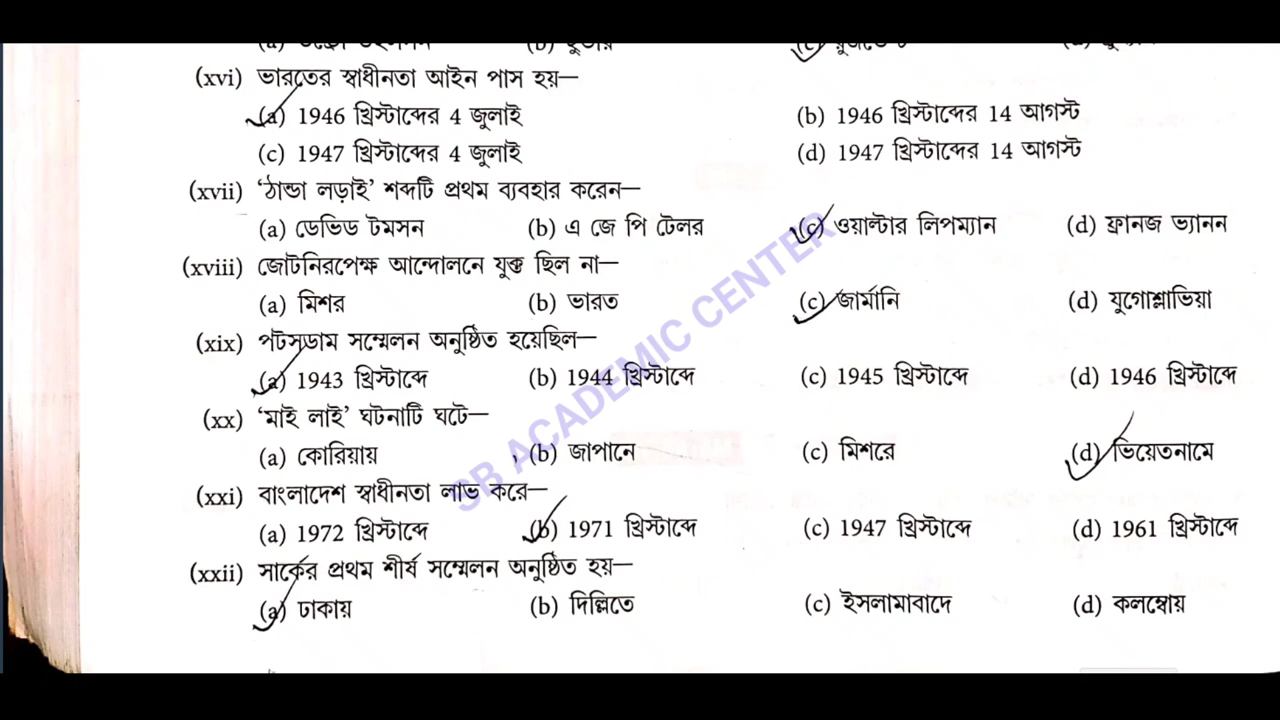 (xvi) ভারতের স্বাধীনতা আইন পাস হয়—
(a) 1946 খ্রিস্টাব্দের 4 জুলাই (b) 1946 খ্রিস্টাব্দের 14 আগস্ট
(c) 1947 খ্রিস্টাব্দের 4 জুলাই (d) 1947 খ্রিস্টাব্দের 14 আগস্ট
(xvii) ‘ঠান্ডা লড়াই’ শব্দটি প্রথম ব্যবহার করেন—
(a) ডেভিড টমসন (b) এ জে পি টেলর (c) ওয়াল্টার লিপম্যান (d) ফ্রানজ ভ্যানন
(xviii) জোটনিরপেক্ষ আন্দোলনে যুক্ত ছিল না—
(a) মিশর (b) ভারত (c) জার্মানি (d) যুগোশ্লাভিয়া
(xix) পটসডাম সম্মেলন অনুষ্ঠিত হয়েছিল—
(a) 1943 খ্রিস্টাব্দে (b) 1944 খ্রিস্টাব্দে (c) 1945 খ্রিস্টাব্দে (d) 1946 খ্রিস্টাব্দে
(xx) ‘মাই লাই’ ঘটনাটি ঘটে—
(a) কোরিয়ায় (b) জাপানে (c) মিশরে (d) ভিয়েতনামে
(xxi) বাংলাদেশ স্বাধীনতা লাভ করে—
(a) 1972 খ্রিস্টাব্দে (b) 1971 খ্রিস্টাব্দে (c) 1947 খ্রিস্টাব্দে (d) 1961 খ্রিস্টাব্দে
(xxii) সার্কের প্রথম শীর্ষ সম্মেলন অনুষ্ঠিত হয়—
(a) ঢাকায় (b) দিল্লিতে (c) ইসলামাবাদে (d) কলম্বোয়
SB ACADEMIC CENTER